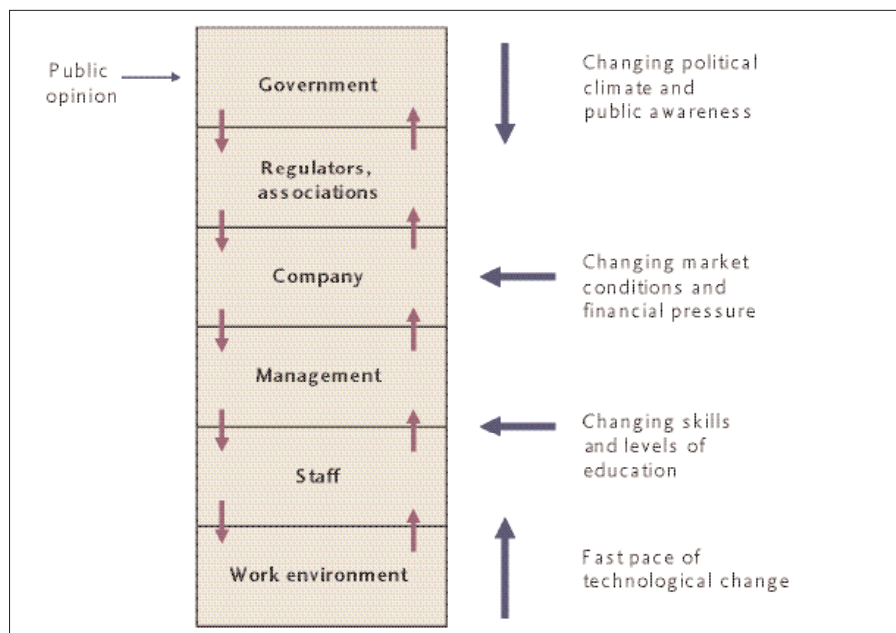 Public
opinion
Government
Regulators,
associations
Company
Management
Staff
Work environment
Changing political
climate and
public awareness
Changing market
conditions and
financial pressure
Changing skills
and levels of
education
Fast pace of
technological change